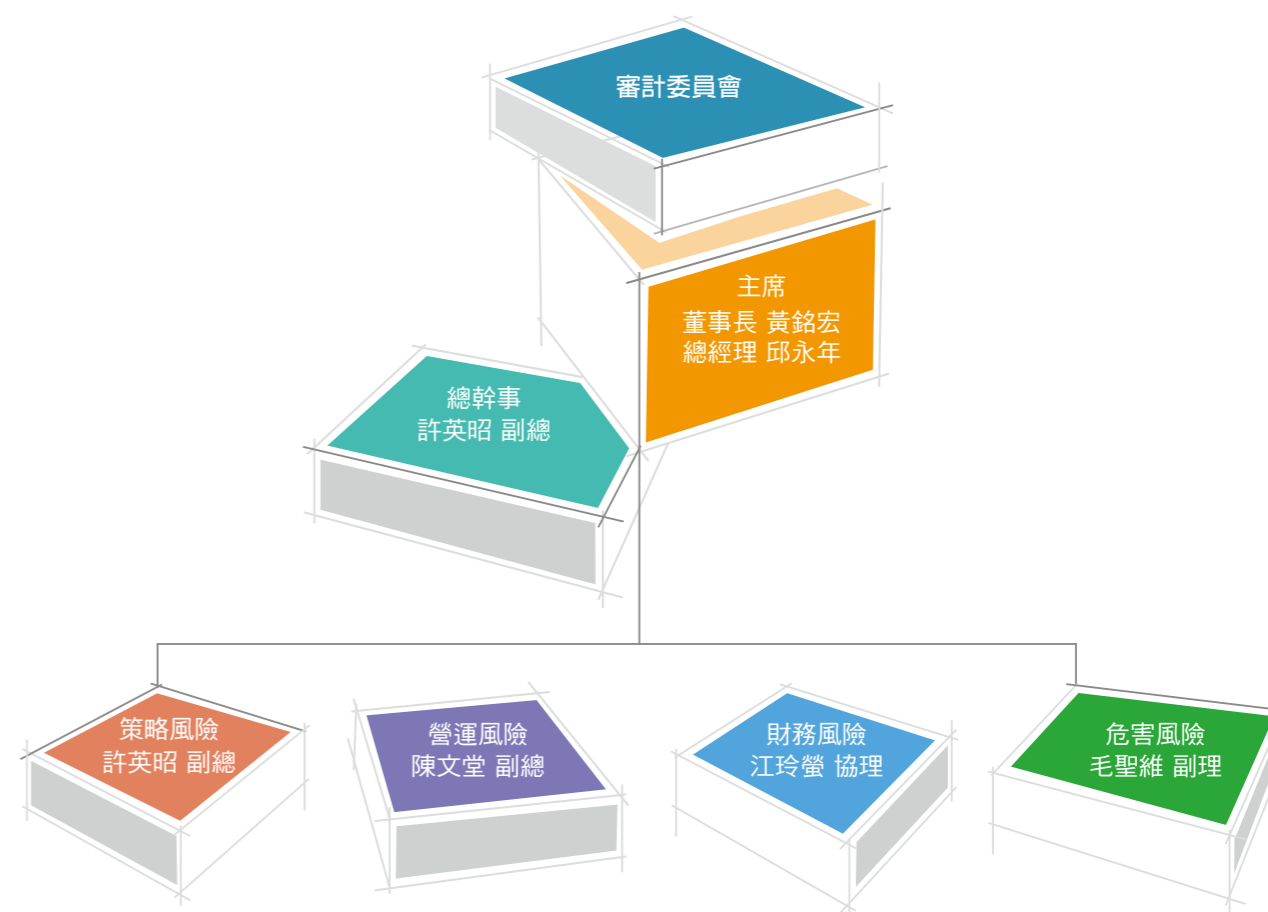 審計委員會
主席
董事長 黃銘宏
總經理 邱永年
總幹事
許英昭 副總
策略風險
許英昭 副總
營運風險
陳文堂 副總
財務風險
江玲螢 協理
危害風險
毛聖維 副理